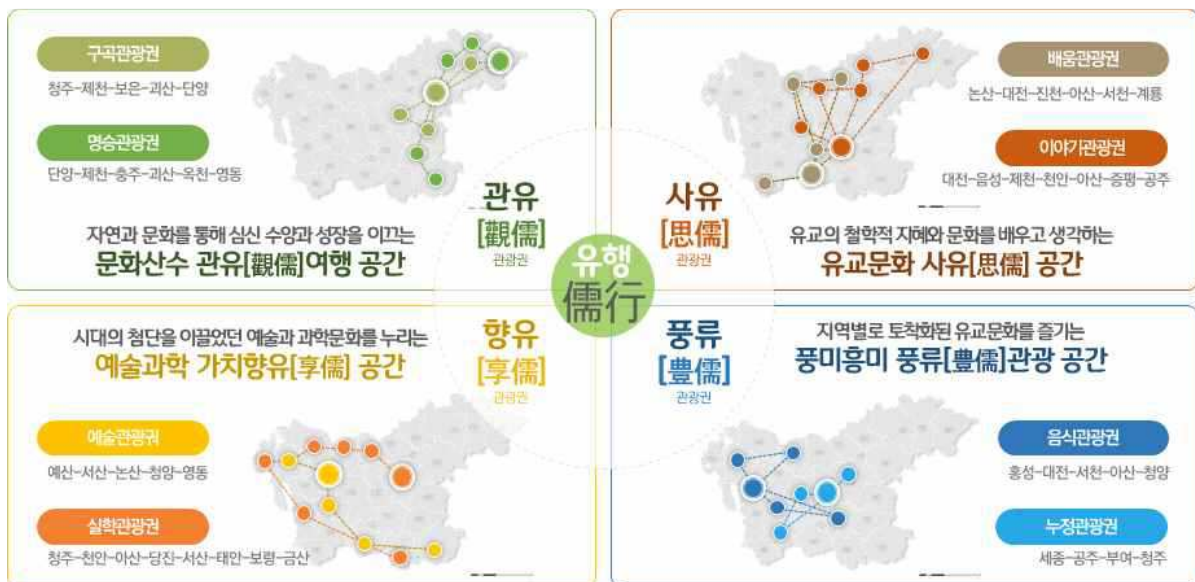 구곡관광권
청주-제천-보은-괴산-단양
명승관광권
단양-제천-충주-괴산-옥천-영동
관유
[觀儒]
관광권
자연과 문화를 통해 심신 수양과 성장을 이끄는
문화산수 관유[觀儒]여행 공간
배움관광권
논산-대전-진천-아산-서천-계룡
이야기관광권
대전-음성-제천-천안-아산-증평-공주
사유
[思儒]
관광권
유교의 철학적 지혜와 문화를 배우고 생각하는
유교문화 사유[思儒] 공간
유행
儒行
시대의 첨단을 이끌었던 예술과 과학문화를 누리는
예술과학 가치향유[享儒] 공간
향유
[享儒]
관광권
예술관광권
예산-서산-논산-청양-영동
실학관광권
청주-천안-아산-당진-서산-태안-보령-금산
풍류
[豊儒]
관광권
지역별로 토착화된 유교문화를 즐기는
풍미흥미 풍류[豊儒]관광 공간
음식관광권
홍성-대전-서천-아산-청양
누정관광권
세종-공주-부여-청주